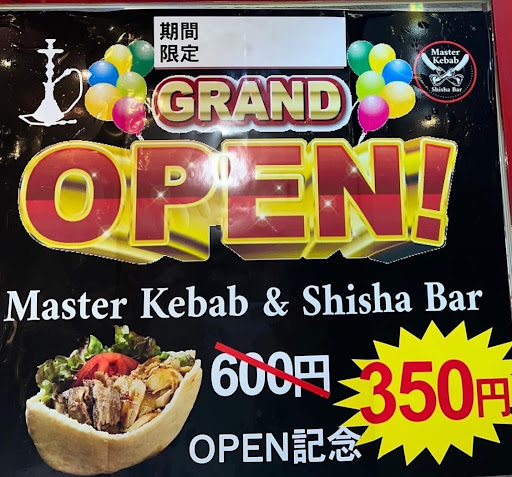 期間
限定
Master
Kebab
Shisha Bar
GRAND
OPEN!
Master Kebab & Shisha Bar
600円
350円
OPEN記念